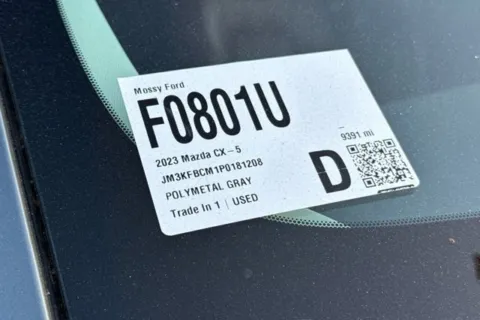 Mossy Ford
F0801U
2023 Mazda CX-5
JM3KFBCM1P0181208
POLYMETAL GRAY
Trade In 1 | USED
9391 mi
D